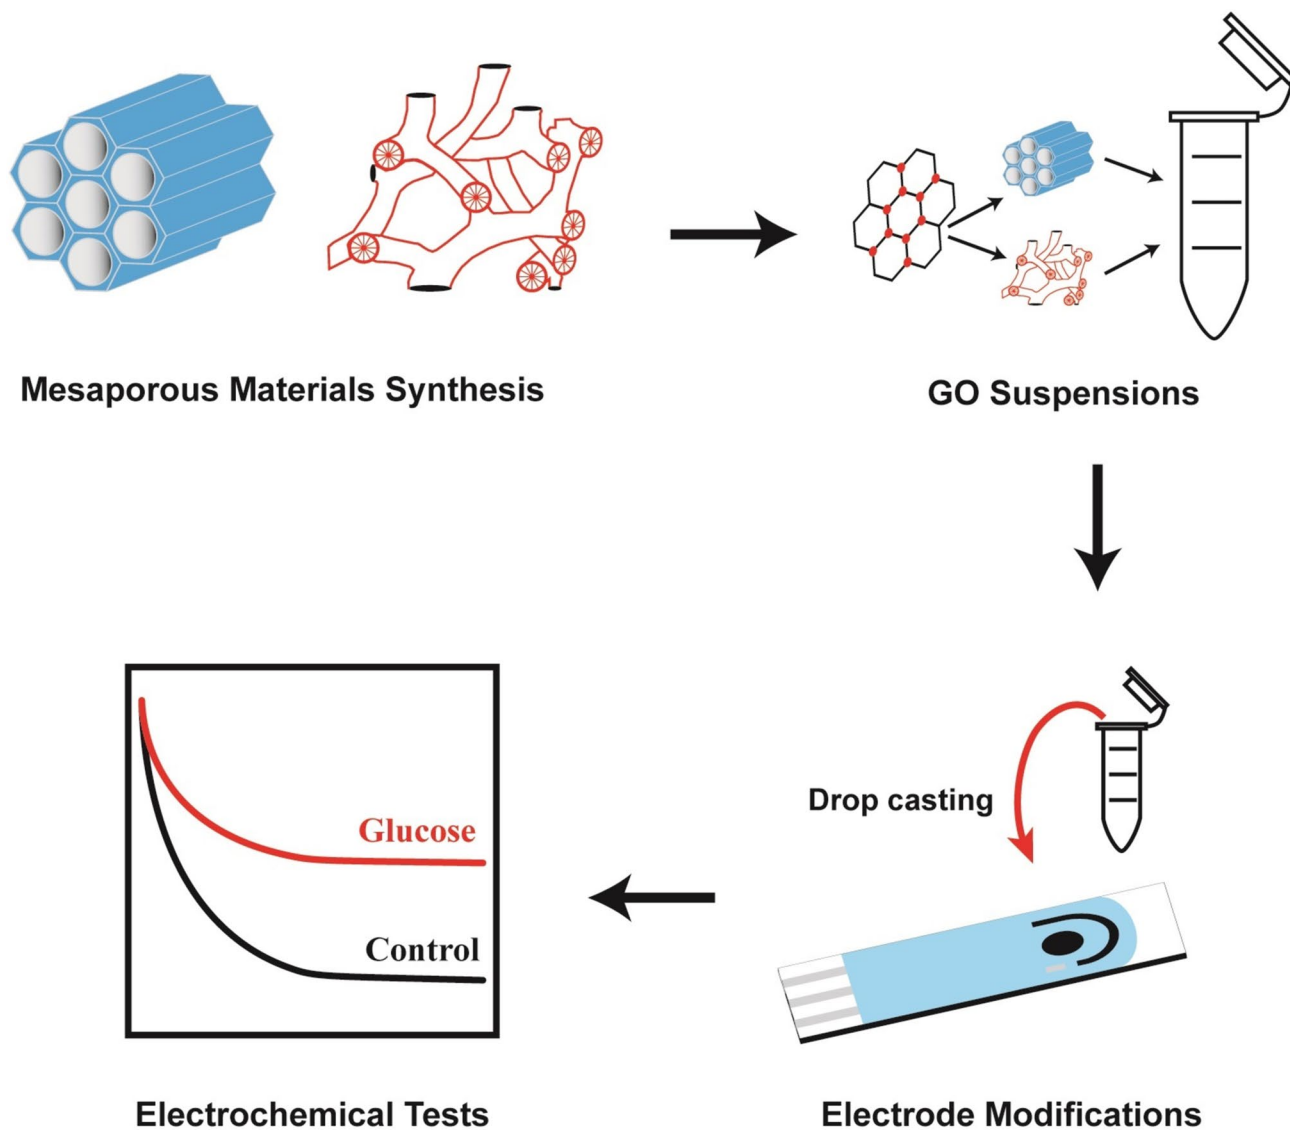 Mesaporous Materials Synthesis
GO Suspensions
Drop casting
Glucose
Control
Electrochemical Tests
Electrode Modifications